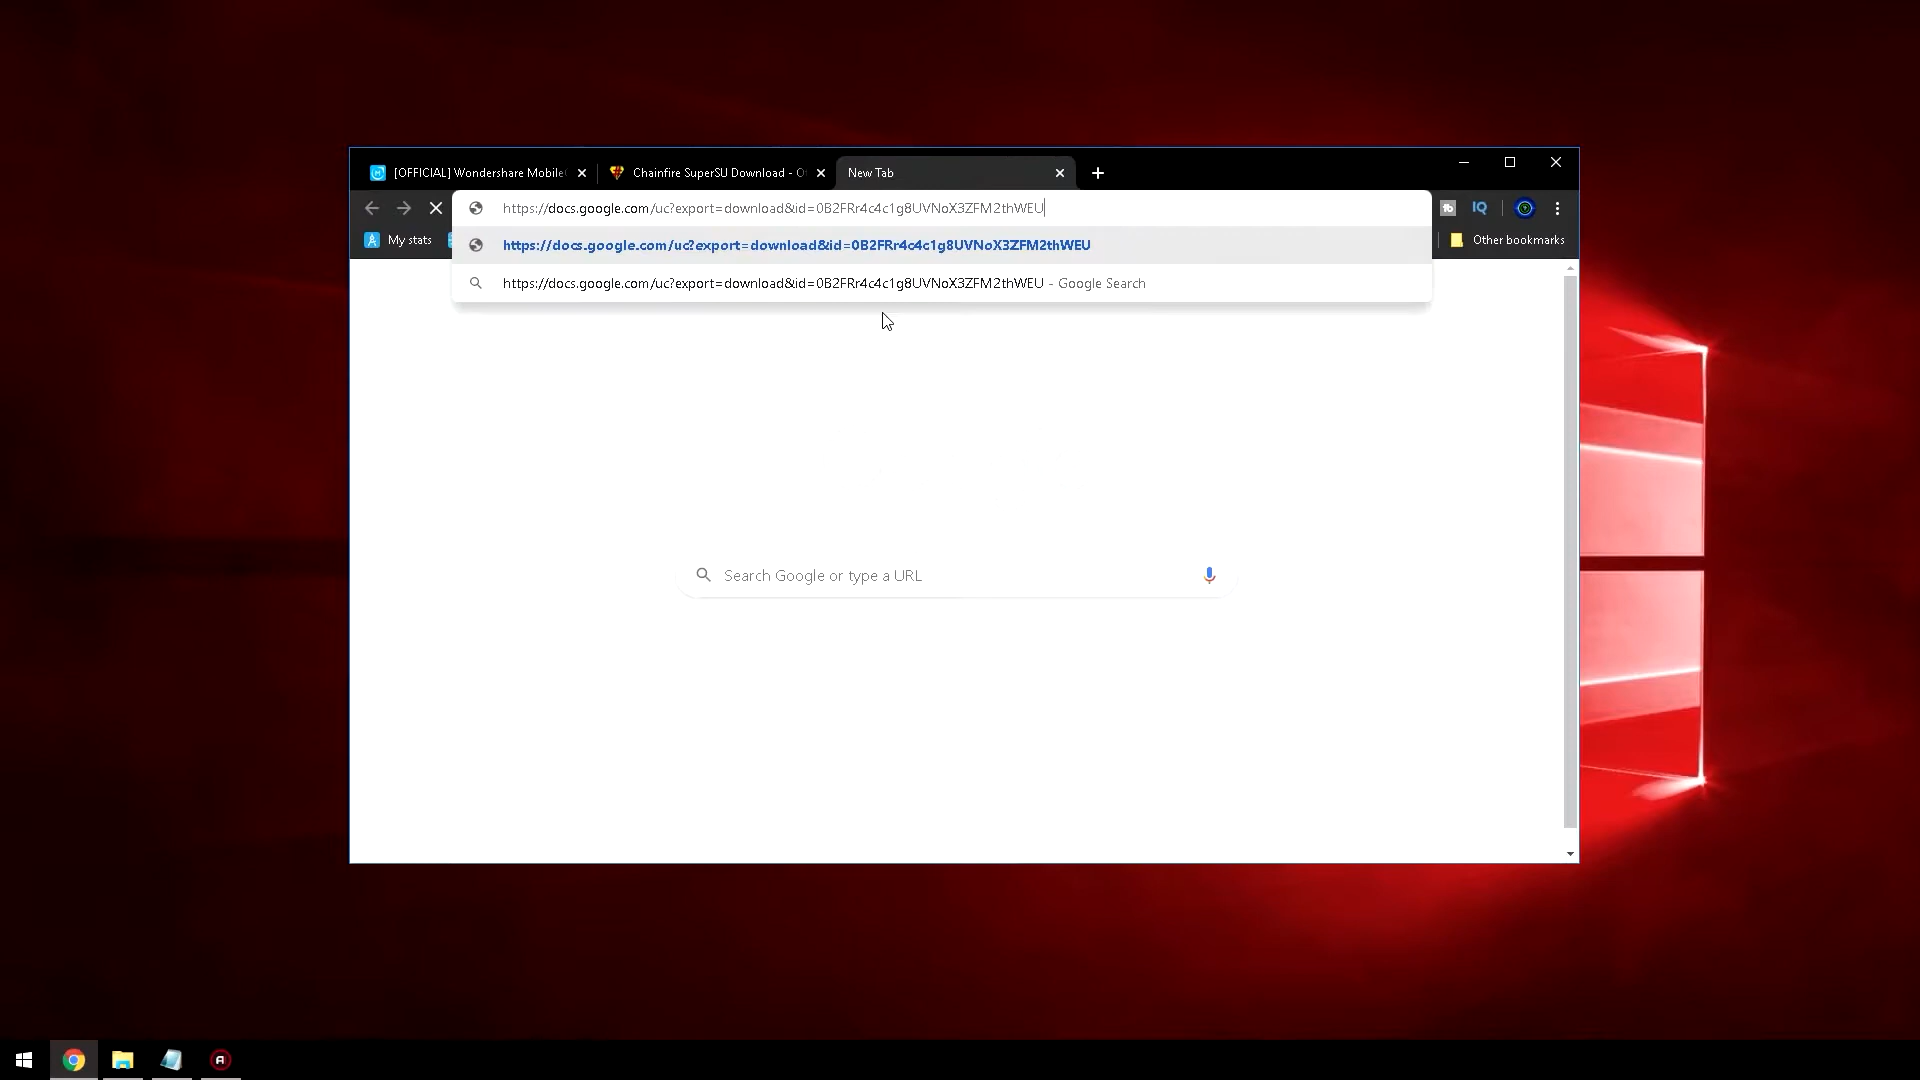 [OFFICIAL] Wondershare Mobile
Chainfire SuperSU Download - O
New Tab
https://docs.google.com/uc?export=download&id=0B2FRr4c4c1g8UVNoX3ZFM2thWEU
IQ
My stats
https://docs.google.com/uc?export=download&id=0B2FRr4c4c1g8UVNoX3ZFM2thWEU
Other bookmarks
https://docs.google.com/uc?export=download&id=0B2FRr4c4c1g8UVNoX3ZFM2thWEU - Google Search
Search Google or type a URL